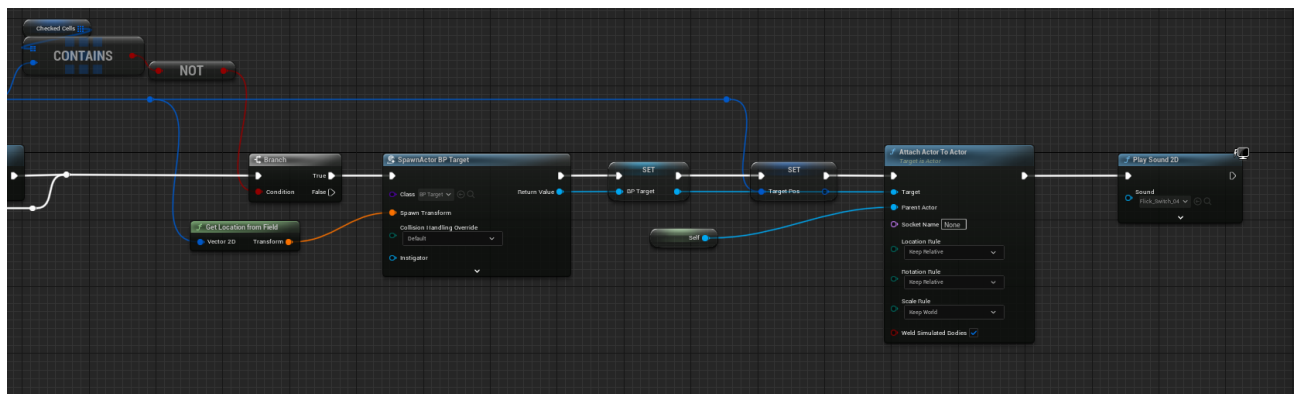 Checked Cells
CONTAINS
NOT
Branch
True
Condition
False
Get Location from Field
Vector 2D
Transform
SpawnActor BP Target
Class
BP Target
Return Value
Spawn Transform
Collision Handling Override
Default
Instigator
SET
BP Target
SET
Target Pos
Self
Attach Actor To Actor
Target is Actor
Target
Parent Actor
Socket Name
None
Location Rule
Keep Relative
Rotation Rule
Keep Relative
Scale Rule
Keep World
Weld Simulated Bodies
Play Sound 2D
Sound
Flick_Switch_04